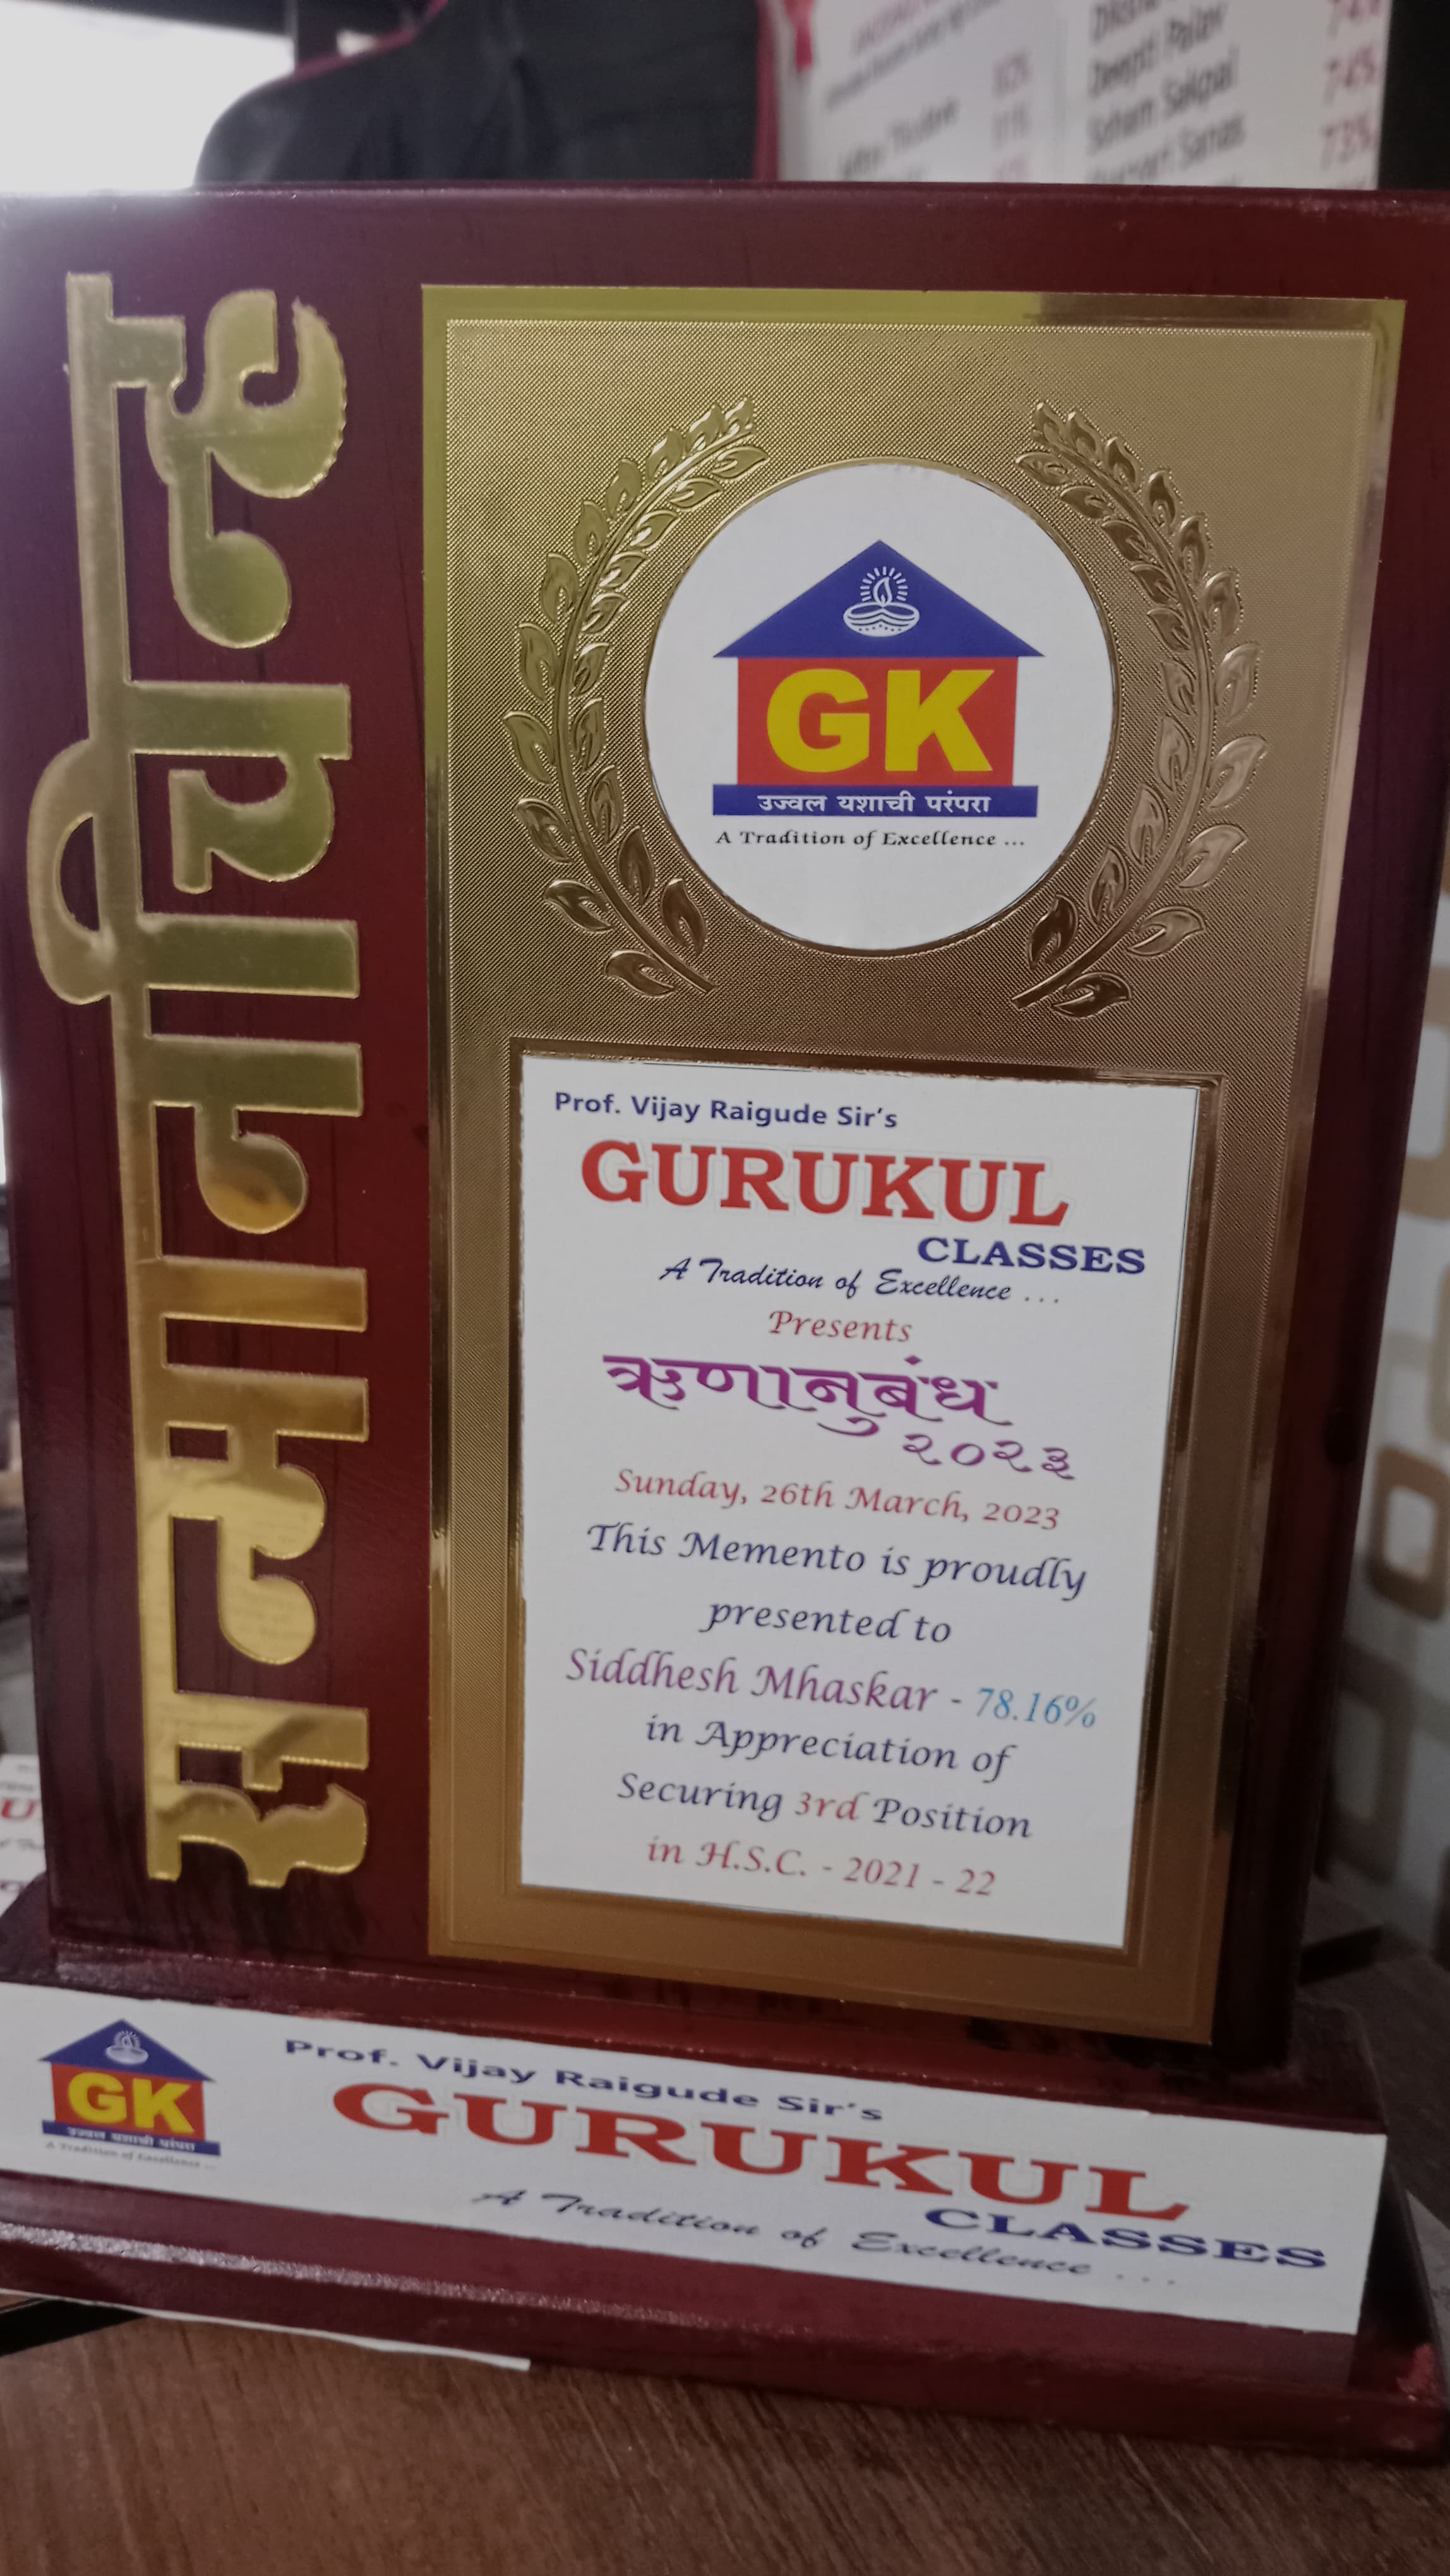 74%
Deepti Palav
74%
Soham Sakpal
73%
Sanas
सन्मानचिन्ह
GK
उज्वल यशाची परंपरा
A Tradition of Excellence ...
Prof. Vijay Raigude Sir's
GURUKUL
CLASSES
A Tradition of Excellence ...
Presents
ऋणानुबंध
२०२३
Sunday, 26th March, 2023
This Memento is proudly
presented to
Siddhesh Mhaskar - 78.16%
in Appreciation of
Securing 3rd Position
in H.S.C. - 2021 - 22
GK
उज्वल यशाची परंपरा
A Tradition of Excellence ...
Prof. Vijay Raigude Sir's
GURUKUL
CLASSES
A Tradition of Excellence ...